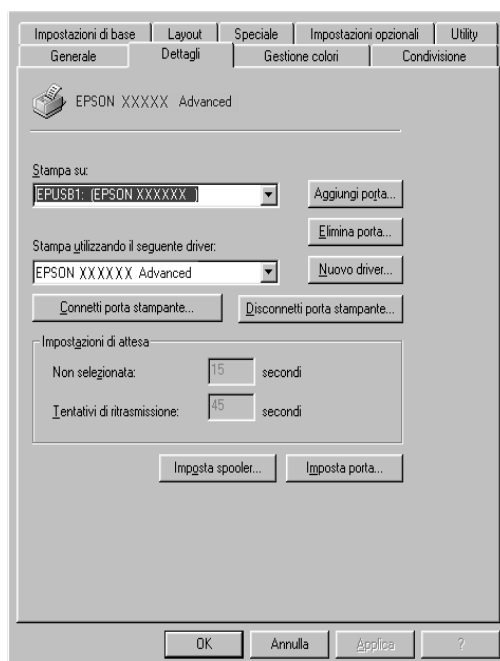 Impostazioni di base Layout Speciale Impostazioni opzionali Utility
Generale Dettagli Gestione colori Condivisione
EPSON XXXXX Advanced
Stampa su:
EPUSB1: (EPSON XXXXXX ) Aggiungi porta...
Elimina porta...
Stampa utilizzando il seguente driver:
EPSON XXXXXX Advanced Nuovo driver...
Connetti porta stampante... Disconnetti porta stampante...
Impostazioni di attesa
Non selezionata: 15 secondi
Tentativi di ritrasmissione: 45 secondi
Imposta spooler... Imposta porta...
OK Annulla Applica ?